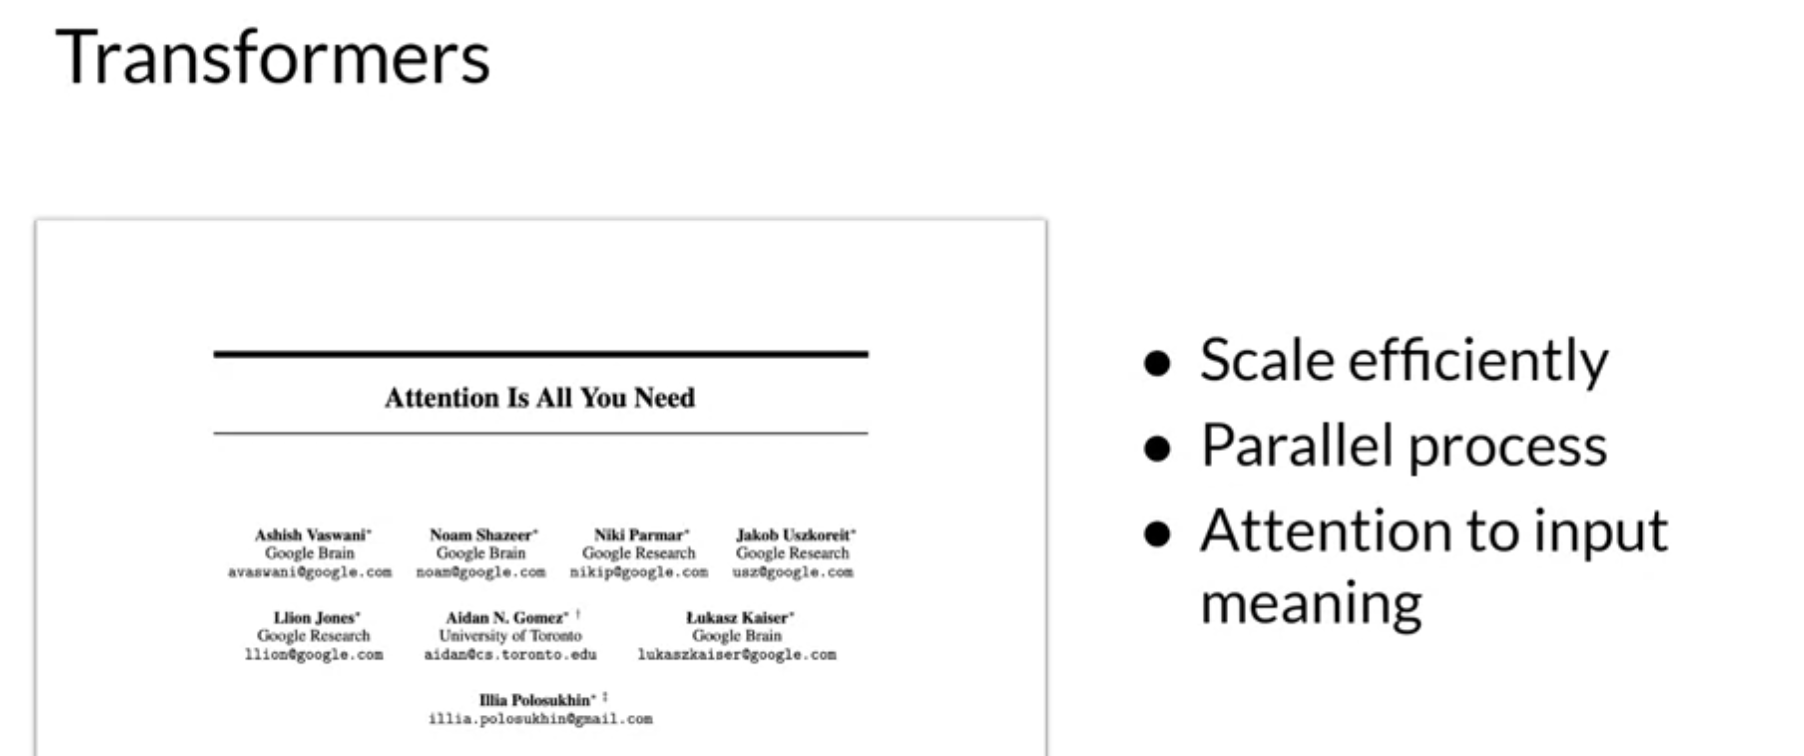 Transformers
Attention Is All You Need
Ashish Vaswani* Noam Shazeer* Niki Parmar* Jakob Uszkoreit*
Google Brain Google Brain Google Research Google Research
avaswani@google.com noam@google.com nikip@google.com usz@google.com
Llion Jones* Aidan N. Gomez* † Łukasz Kaiser*
Google Research University of Toronto Google Brain
llion@google.com aidan@cs.toronto.edu lukaszkaiser@google.com
Illia Polosukhin* ‡
illia.polosukhin@gmail.com
● Scale efficiently
● Parallel process
● Attention to input
meaning